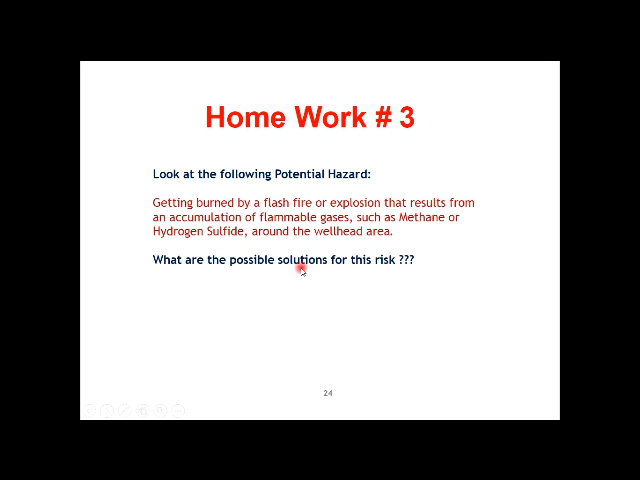 Home Work # 3
Look at the following Potential Hazard:
Getting burned by a flash fire or explosion that results from
an accumulation of flammable gases, such as Methane or
Hydrogen Sulfide, around the wellhead area.
What are the possible solutions for this risk ???
24